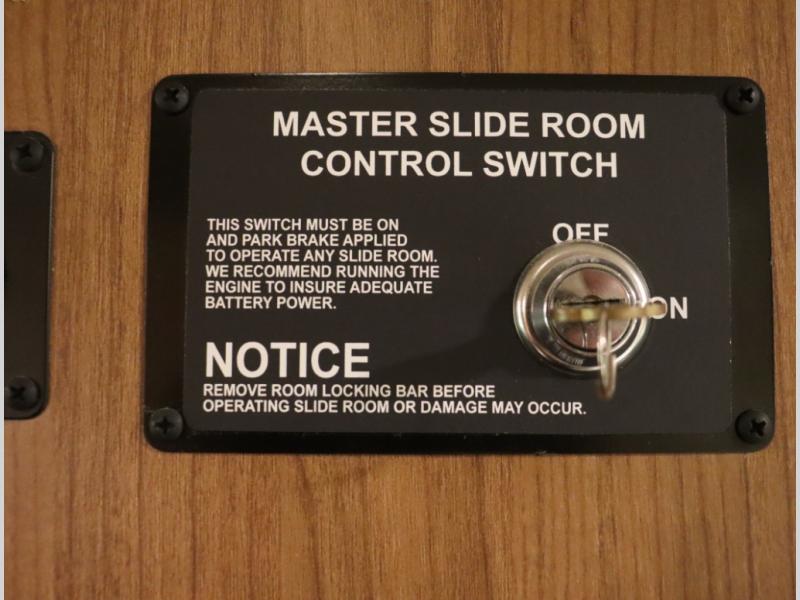 MASTER SLIDE ROOM
CONTROL SWITCH
THIS SWITCH MUST BE ON
AND PARK BRAKE APPLIED
TO OPERATE ANY SLIDE ROOM.
WE RECOMMEND RUNNING THE
ENGINE TO INSURE ADEQUATE
BATTERY POWER.
OFF
ON
NOTICE
REMOVE ROOM LOCKING BAR BEFORE
OPERATING SLIDE ROOM OR DAMAGE MAY OCCUR.